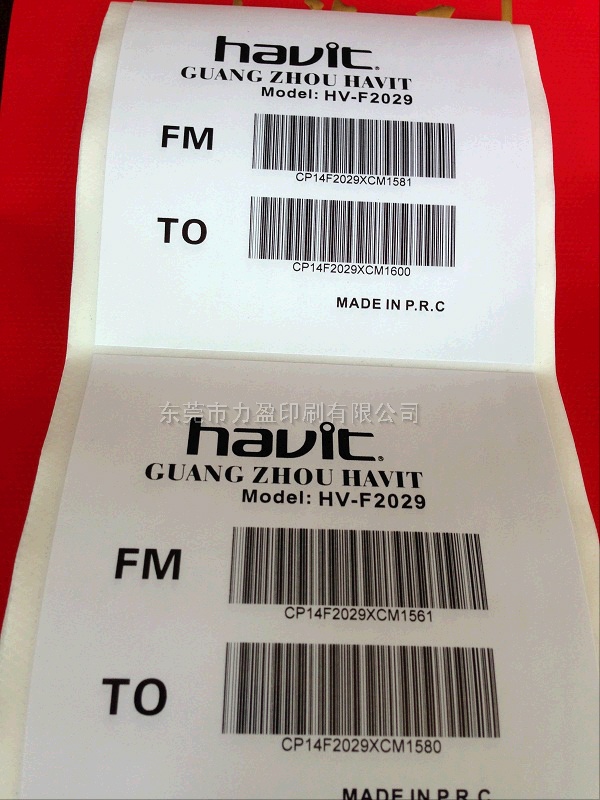 havit®
GUANG ZHOU HAVIT
Model: HV-F2029
FM
CP14F2029XCM1581
TO
CP14F2029XCM1600
MADE IN P.R.C
东莞市力盈印刷有限公司
havit®
GUANG ZHOU HAVIT
Model: HV-F2029
FM
CP14F2029XCM1561
TO
CP14F2029XCM1580
MADE IN P.R.C